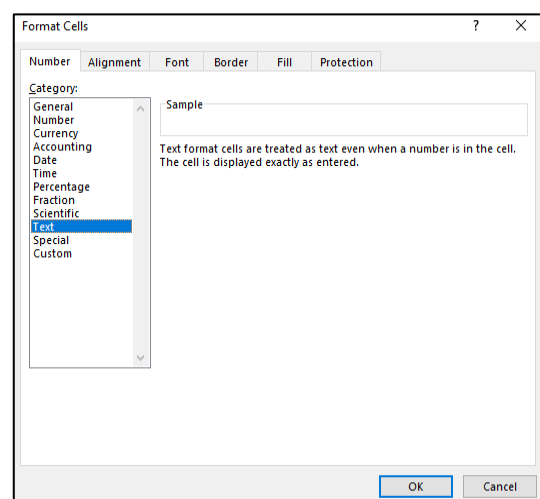 Format Cells
? X
Number Alignment Font Border Fill Protection
Category:
General
Number
Currency
Accounting
Date
Time
Percentage
Fraction
Scientific
Text
Special
Custom
Sample
Text format cells are treated as text even when a number is in the cell.
The cell is displayed exactly as entered.
OK Cancel